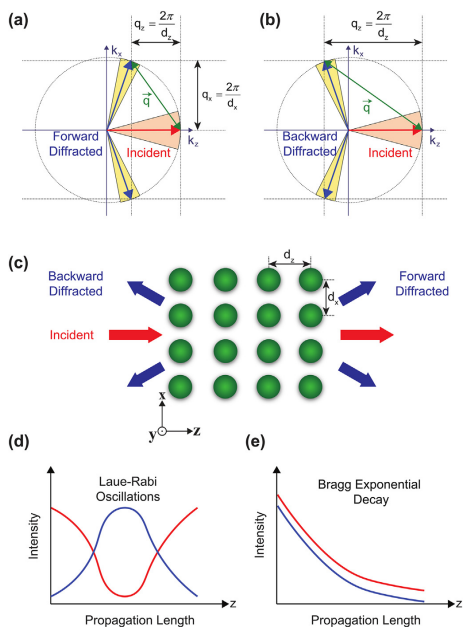 (a)
q_z = 2π/d_z
k_x
q⃗
q_x = 2π/d_x
Forward
Diffracted
Incident
k_z
(b)
q_z = 2π/d_z
k_x
q⃗
Backward
Diffracted
Incident
k_z
(c)
d_z
d_x
Backward
Diffracted
Forward
Diffracted
Incident
x
y
z
(d)
Laue-Rabi
Oscillations
Intensity
z
Propagation Length
(e)
Bragg Exponential
Decay
Intensity
z
Propagation Length